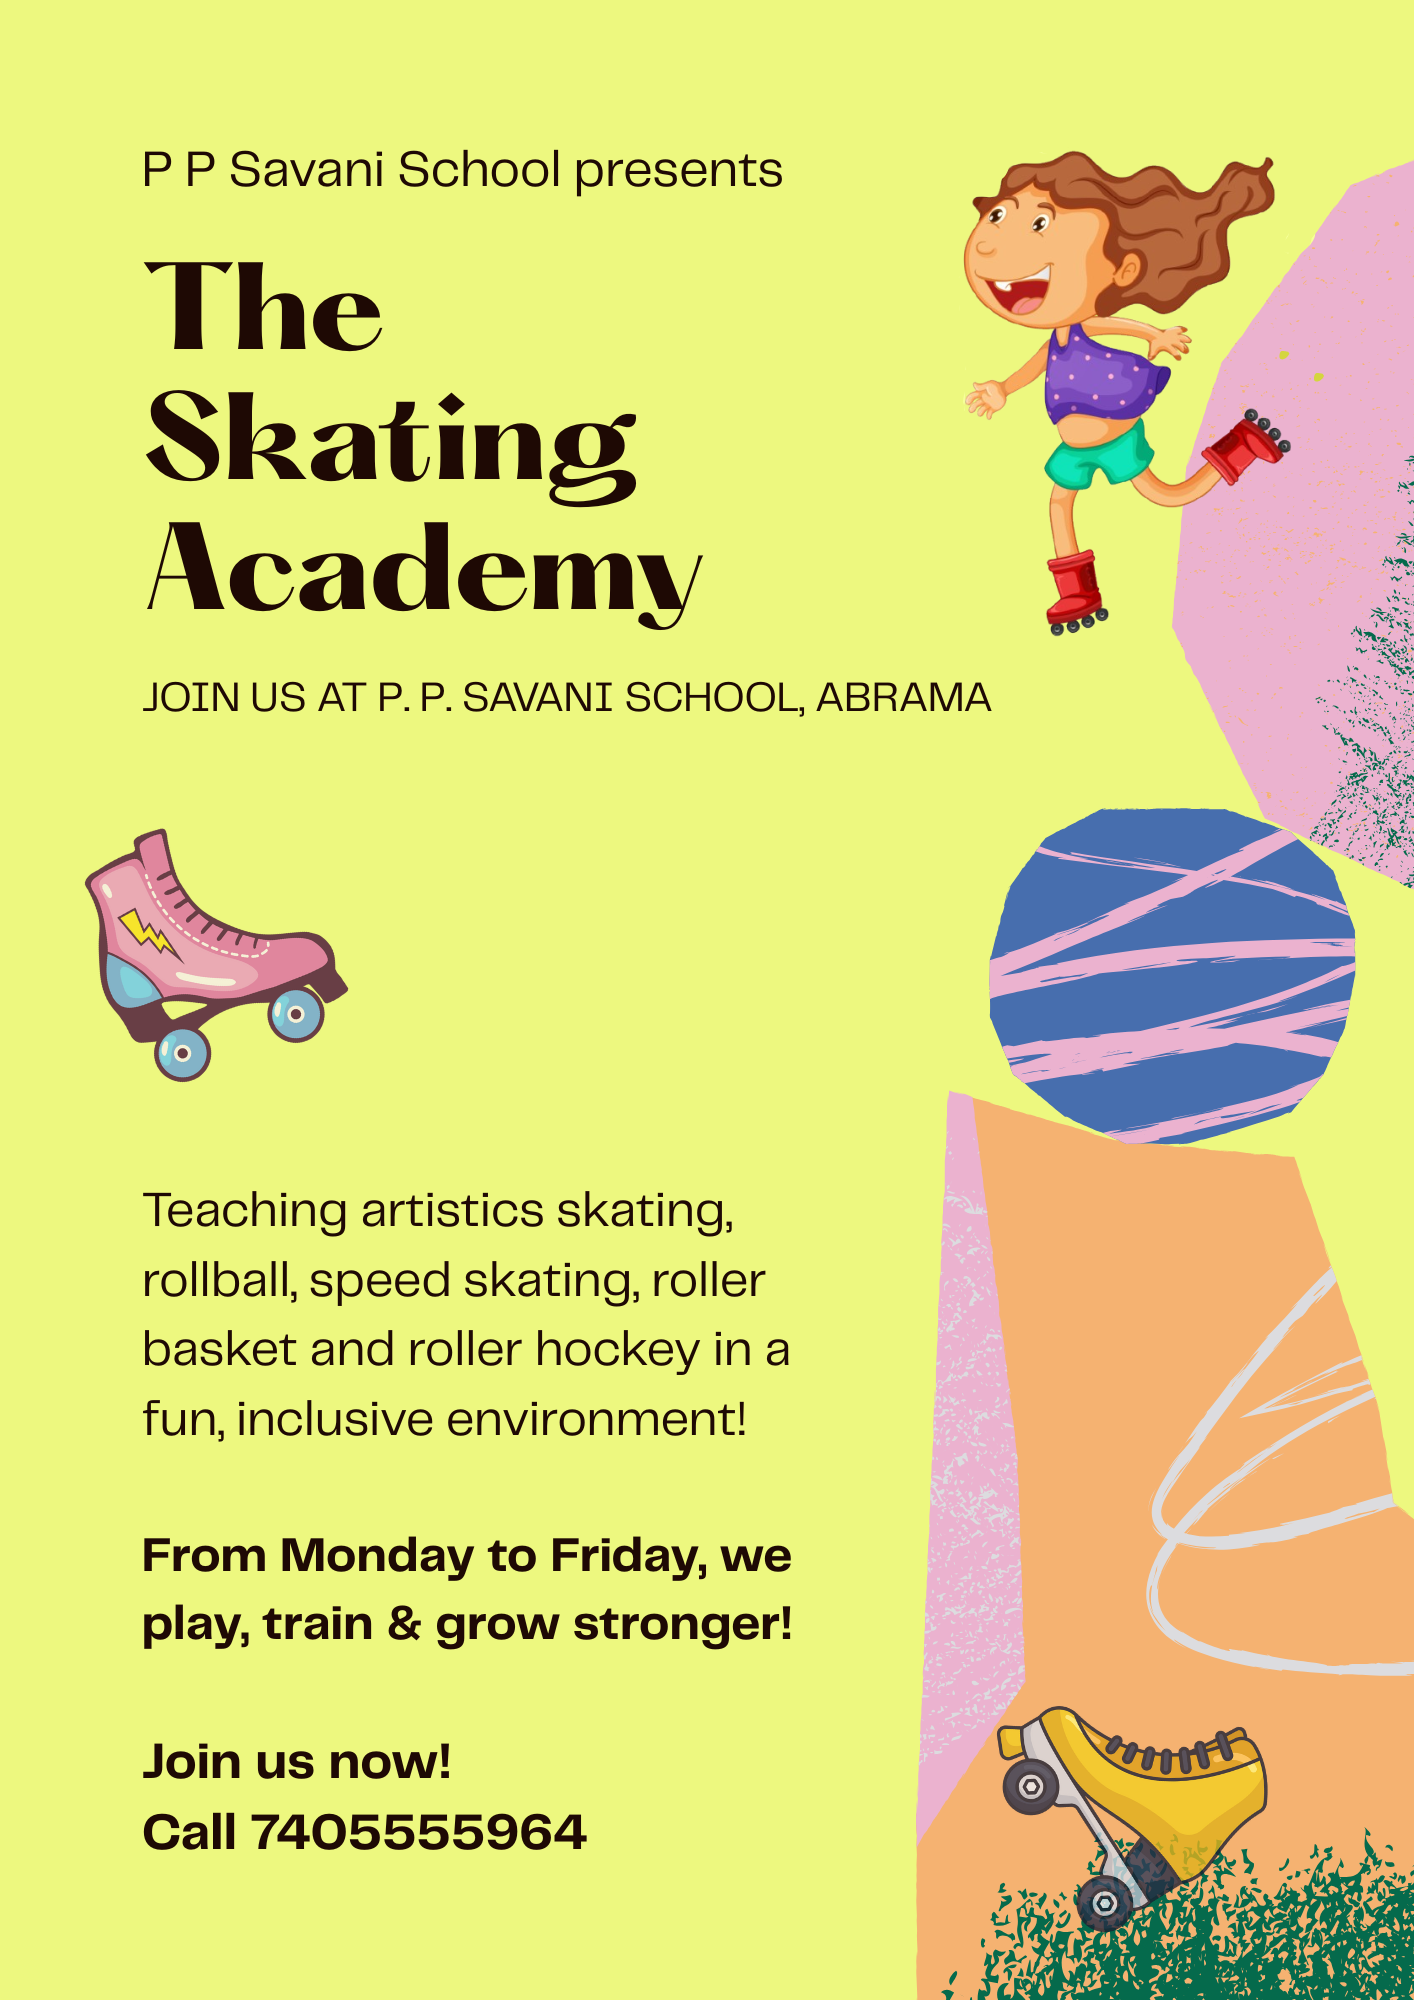 P P Savani School presents
The
Skating
Academy
JOIN US AT P. P. SAVANI SCHOOL, ABRAMA
Teaching artistics skating,
rollball, speed skating, roller
basket and roller hockey in a
fun, inclusive environment!
From Monday to Friday, we
play, train & grow stronger!
Join us now!
Call 7405555964